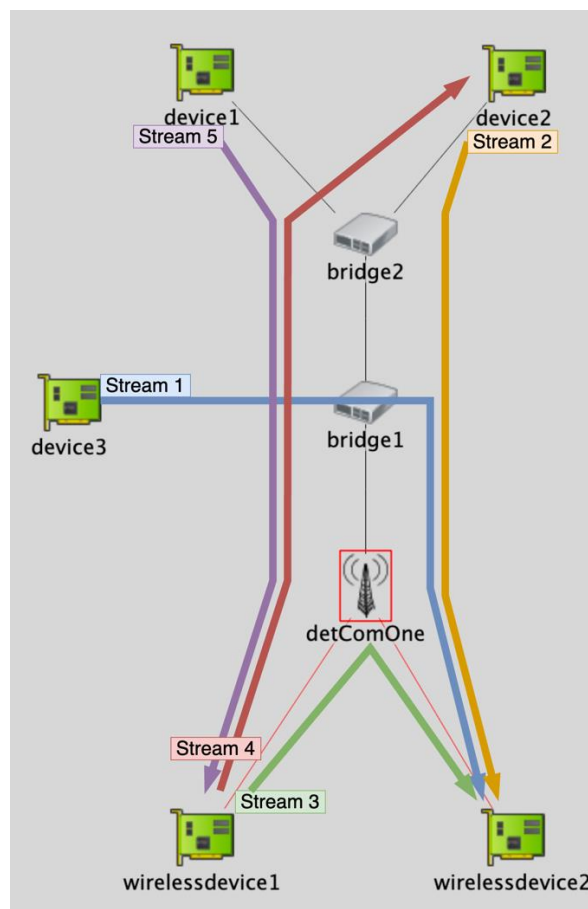 device1
device2
Stream 5
Stream 2
bridge2
Stream 1
device3
bridge1
detComOne
Stream 4
Stream 3
wirelessdevice1
wirelessdevice2